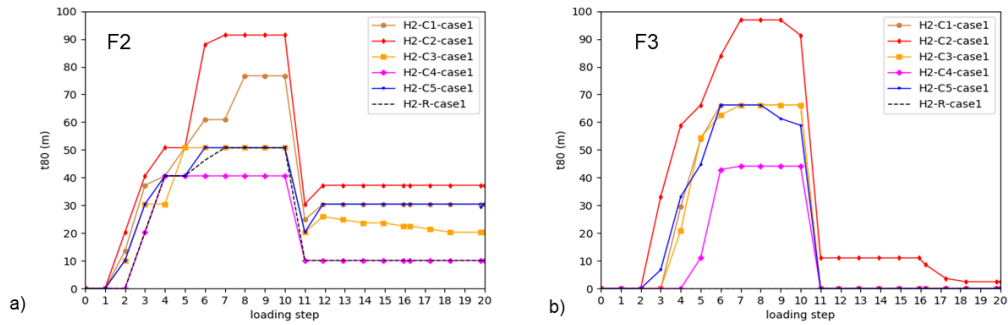 F2
H2-C1-case1
H2-C2-case1
H2-C3-case1
H2-C4-case1
H2-C5-case1
H2-R-case1
100
90
80
70
60
50
40
30
20
10
0
t80 (m)
0 1 2 3 4 5 6 7 8 9 10 11 12 13 14 15 16 17 18 19 20
loading step
a)
F3
H2-C1-case1
H2-C2-case1
H2-C3-case1
H2-C4-case1
H2-C5-case1
H2-R-case1
100
90
80
70
60
50
40
30
20
10
0
t80 (m)
0 1 2 3 4 5 6 7 8 9 10 11 12 13 14 15 16 17 18 19 20
loading step
b)